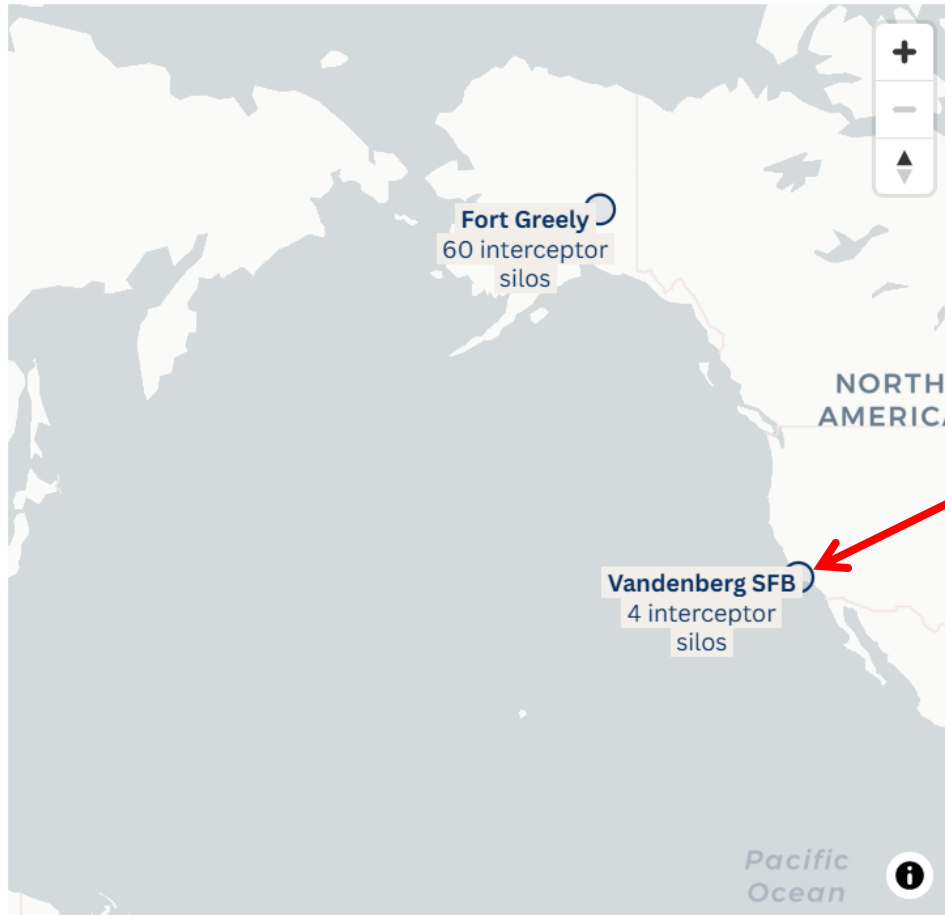 +
−
Fort Greely
60 interceptor
silos
NORTH
AMERICA
Vandenberg SFB
4 interceptor
silos
Pacific
Ocean
i